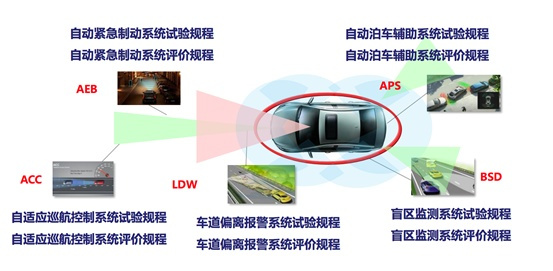 自动紧急制动系统试验规程
自动紧急制动系统评价规程
自动泊车辅助系统试验规程
自动泊车辅助系统评价规程
AEB
APS
ACC
LDW
BSD
自适应巡航控制系统试验规程
自适应巡航控制系统评价规程
车道偏离报警系统试验规程
车道偏离报警系统评价规程
盲区监测系统试验规程
盲区监测系统评价规程